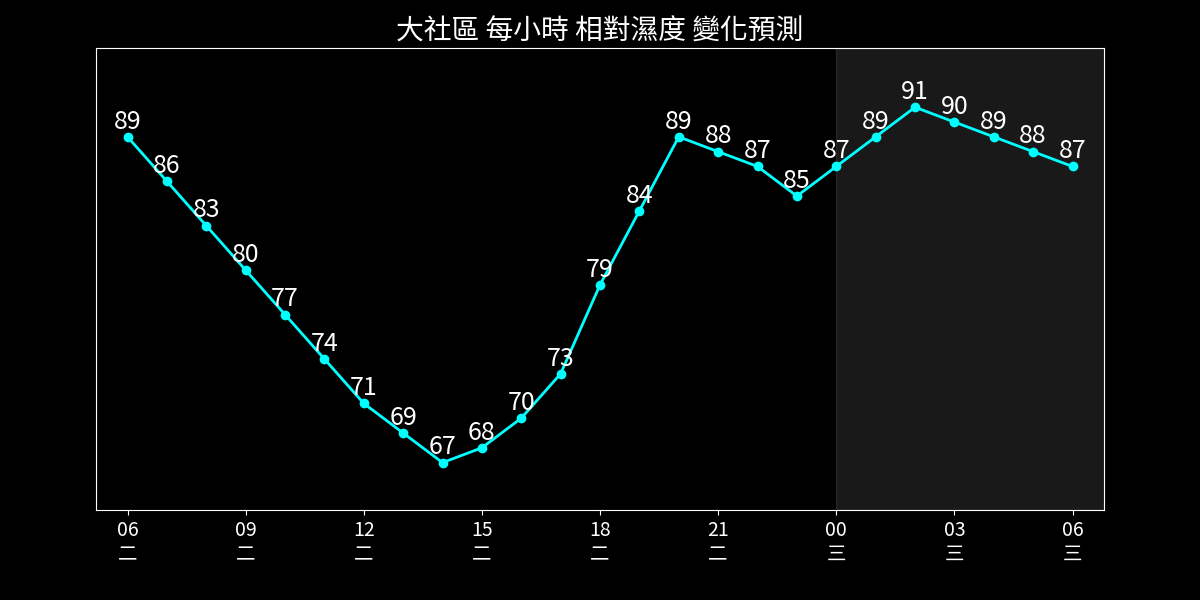 大社區 每小時 相對濕度 變化預測
89 86 83 80 77 74 71 69 67 68 70 73 79 84 89 88 87 85 87 89 91 90 89 88 87
06 09 12 15 18 21 00 03 06
二 二 二 二 二 二 三 三 三